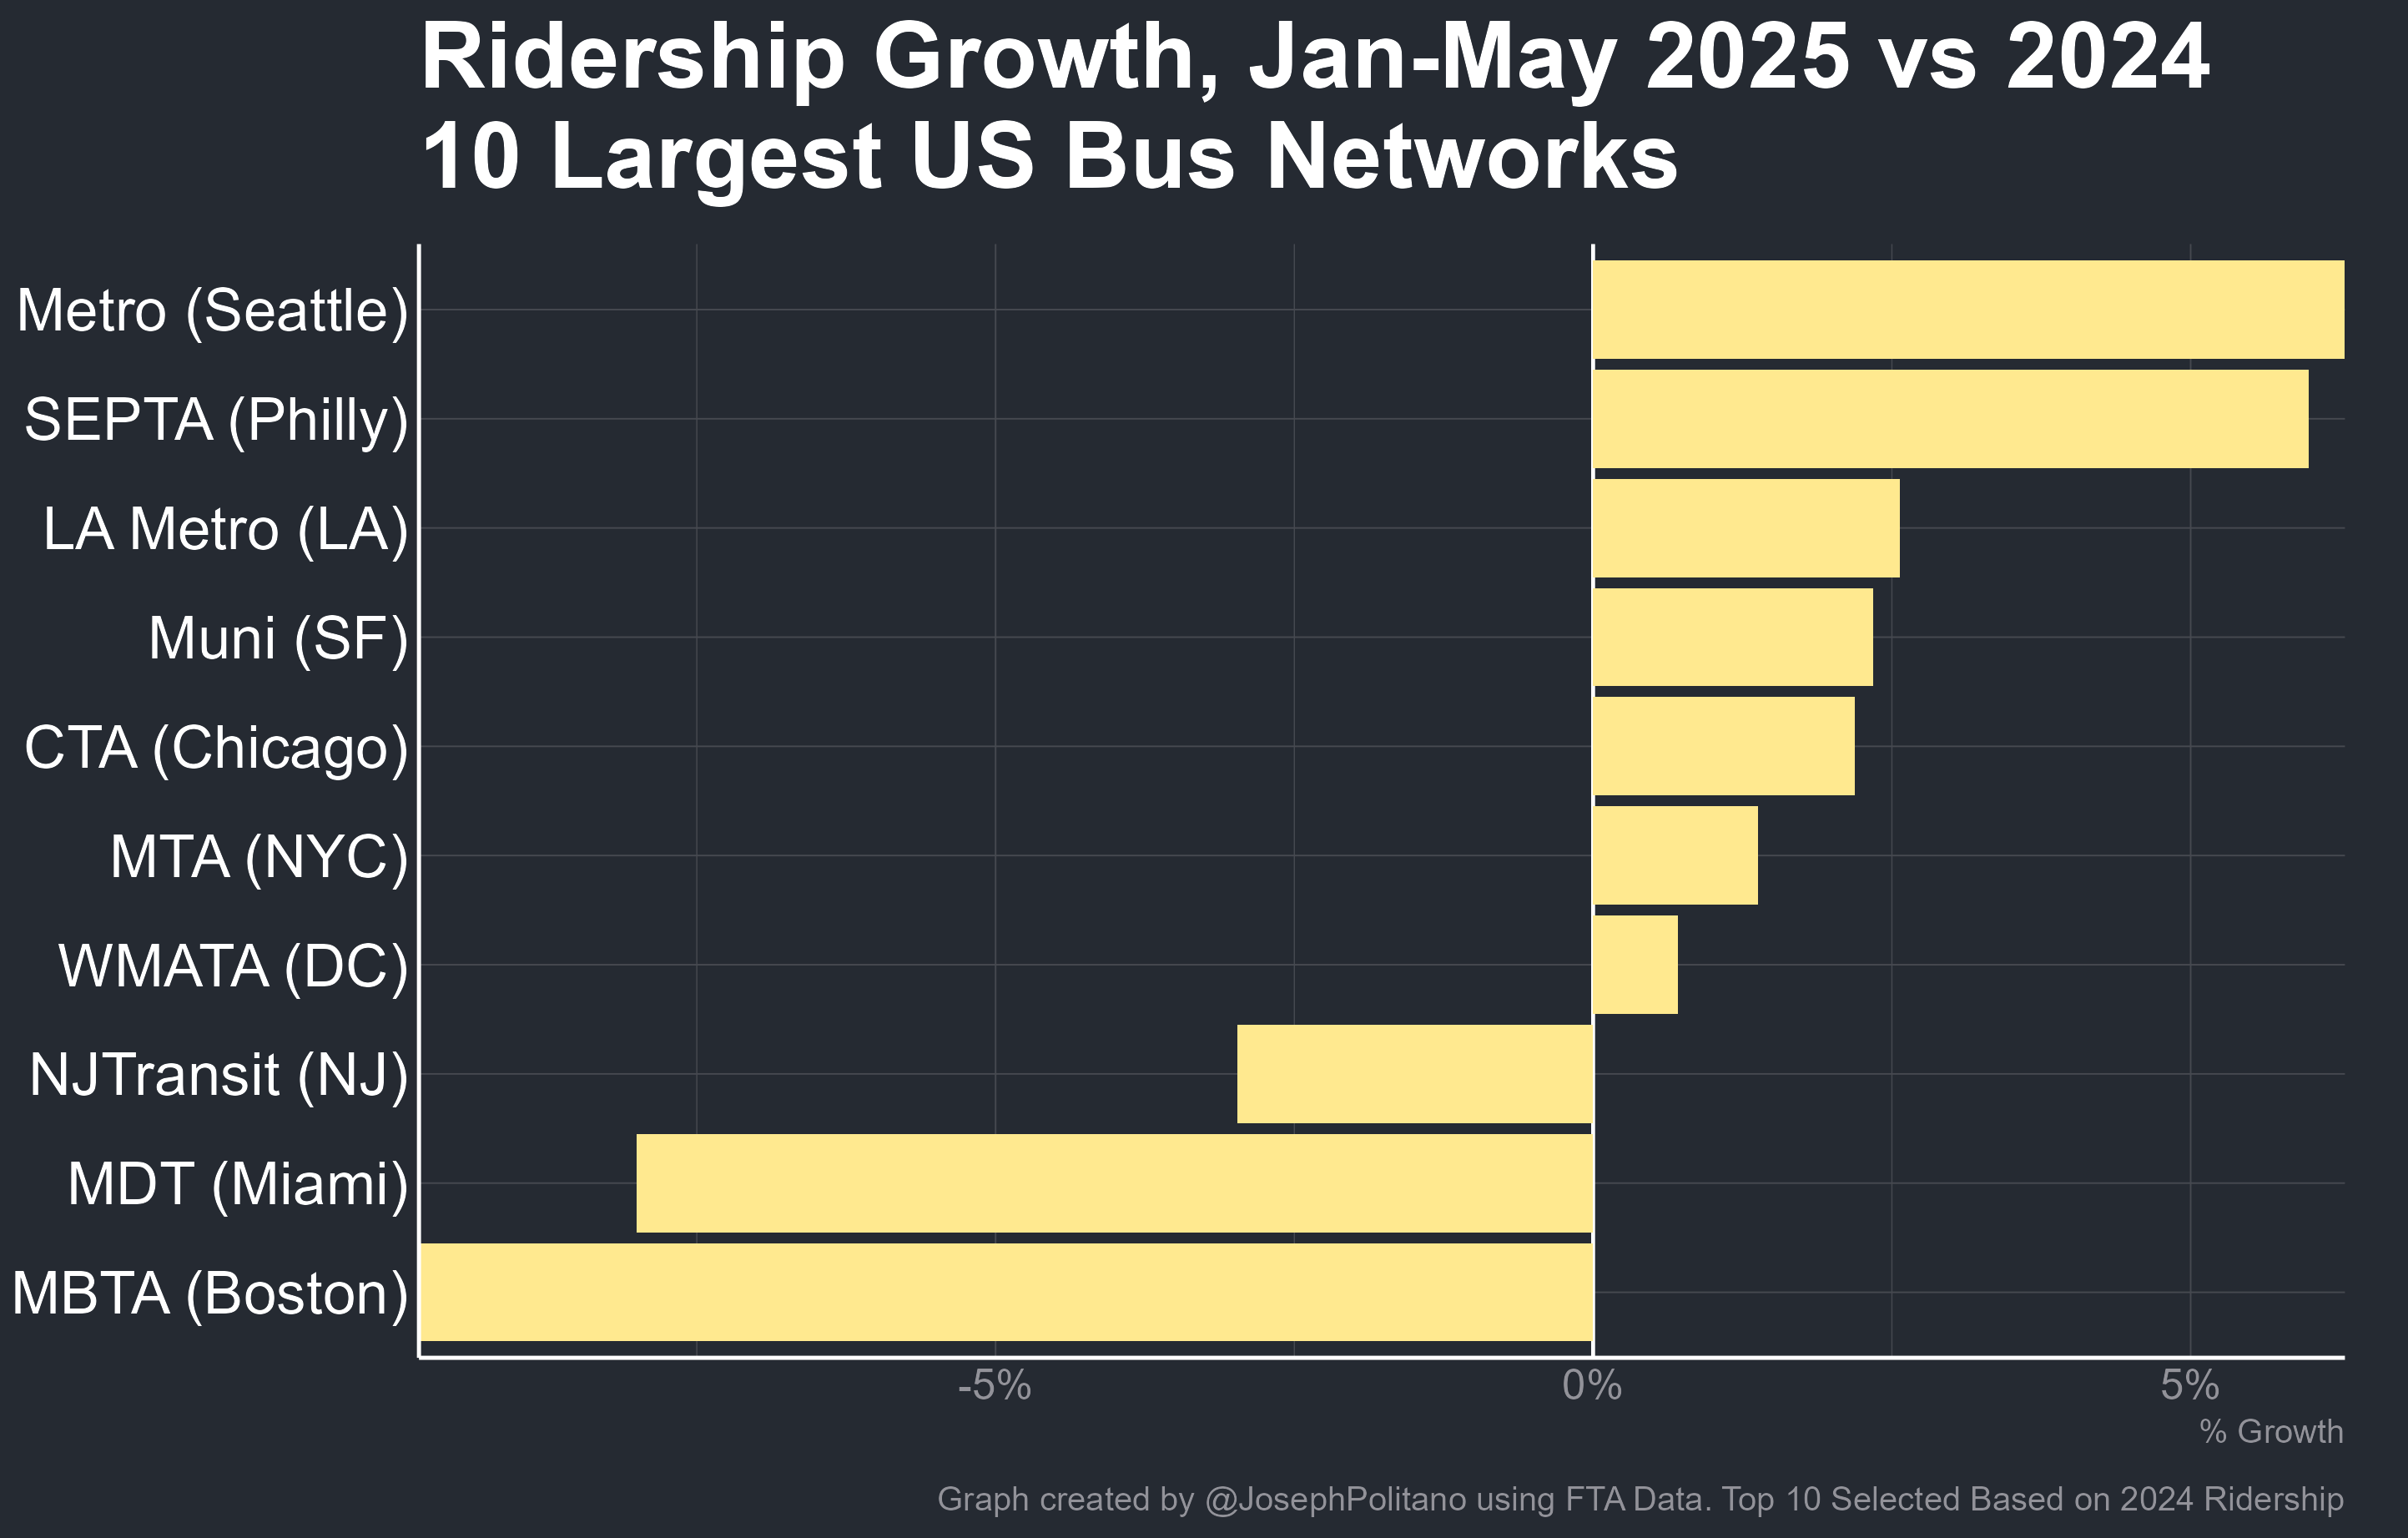 Ridership Growth, Jan-May 2025 vs 2024
10 Largest US Bus Networks
Metro (Seattle)
SEPTA (Philly)
LA Metro (LA)
Muni (SF)
CTA (Chicago)
MTA (NYC)
WMATA (DC)
NJTransit (NJ)
MDT (Miami)
MBTA (Boston)
-5% 0% 5%
% Growth
Graph created by @JosephPolitano using FTA Data. Top 10 Selected Based on 2024 Ridership